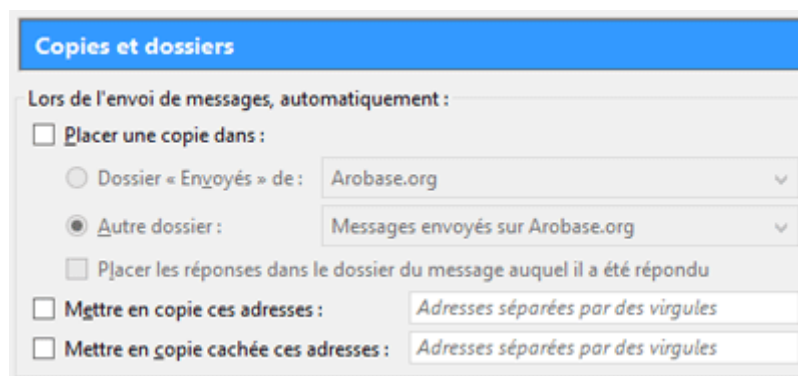 Copies et dossiers
Lors de l'envoi de messages, automatiquement :
Placer une copie dans :
Dossier « Envoyés » de : Arobase.org
Autre dossier : Messages envoyés sur Arobase.org
Placer les réponses dans le dossier du message auquel il a été répondu
Mettre en copie ces adresses : Adresses séparées par des virgules
Mettre en copie cachée ces adresses : Adresses séparées par des virgules